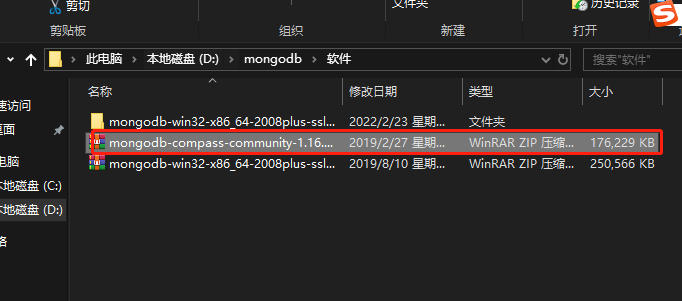 剪切
文件夹
历史记录
剪贴板
组织
新建
打开
此电脑 本地磁盘 (D:) mongodb 软件
搜索"软件"
名称 修改日期 类型 大小
速访问
桌面
mongodb-win32-x86_64-2008plus-ssl... 2022/2/23 星期... 文件夹
mongodb-compass-community-1.16.... 2019/2/27 星期... WinRAR ZIP 压缩... 176,229 KB
电脑
mongodb-win32-x86_64-2008plus-ssl... 2019/8/10 星期... WinRAR ZIP 压缩... 250,566 KB
地磁盘 (C:)
地磁盘 (D:)
络